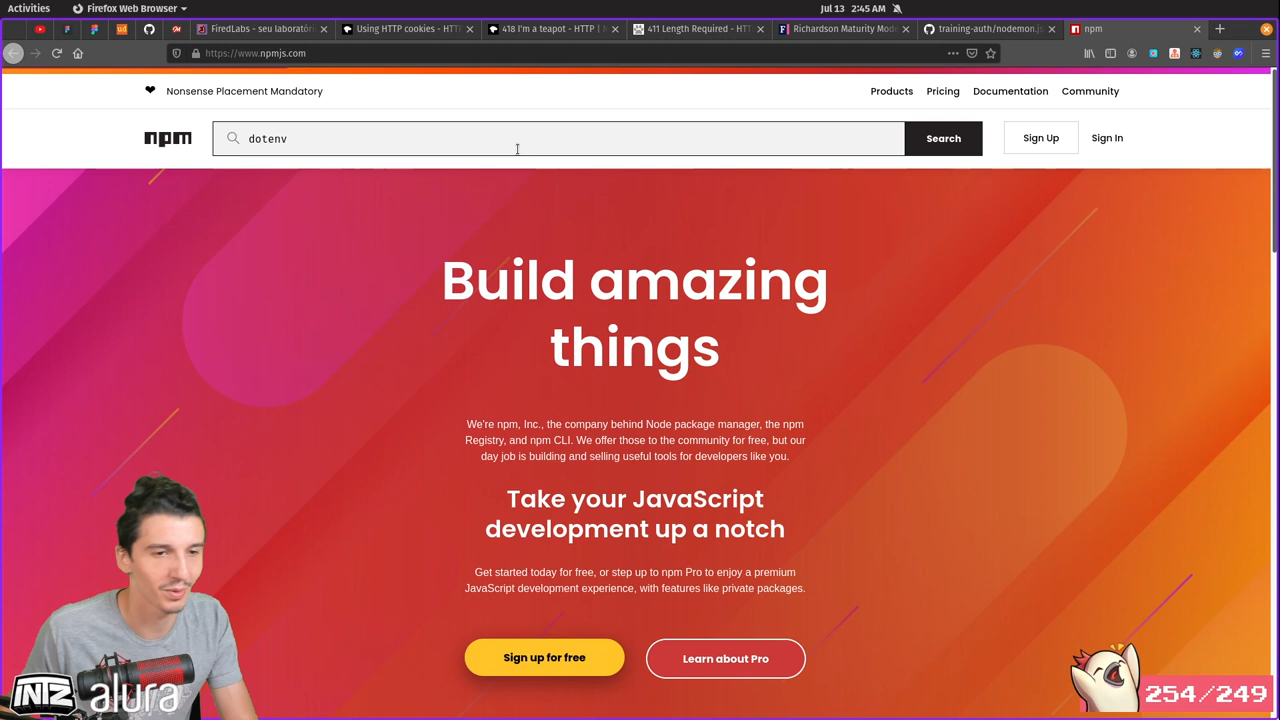 Activities
Firefox Web Browser
Jul 13 2:45 AM
FiredLabs - seu laboratóri
Using HTTP cookies - HTT
418 I'm a teapot - HTTP | M
411 Length Required - HTT
Richardson Maturity Mode
training-auth/nodemon.js
npm
https://www.npmjs.com
❤ Nonsense Placement Mandatory
Products
Pricing
Documentation
Community
npm
dotenv
Search
Sign Up
Sign In
Build amazing
things
We're npm, Inc., the company behind Node package manager, the npm
Registry, and npm CLI. We offer those to the community for free, but our
day job is building and selling useful tools for developers like you.
Take your JavaScript
development up a notch
Get started today for free, or step up to npm Pro to enjoy a premium
JavaScript development experience, with features like private packages.
Sign up for free
Learn about Pro
NTZ alura
254/249